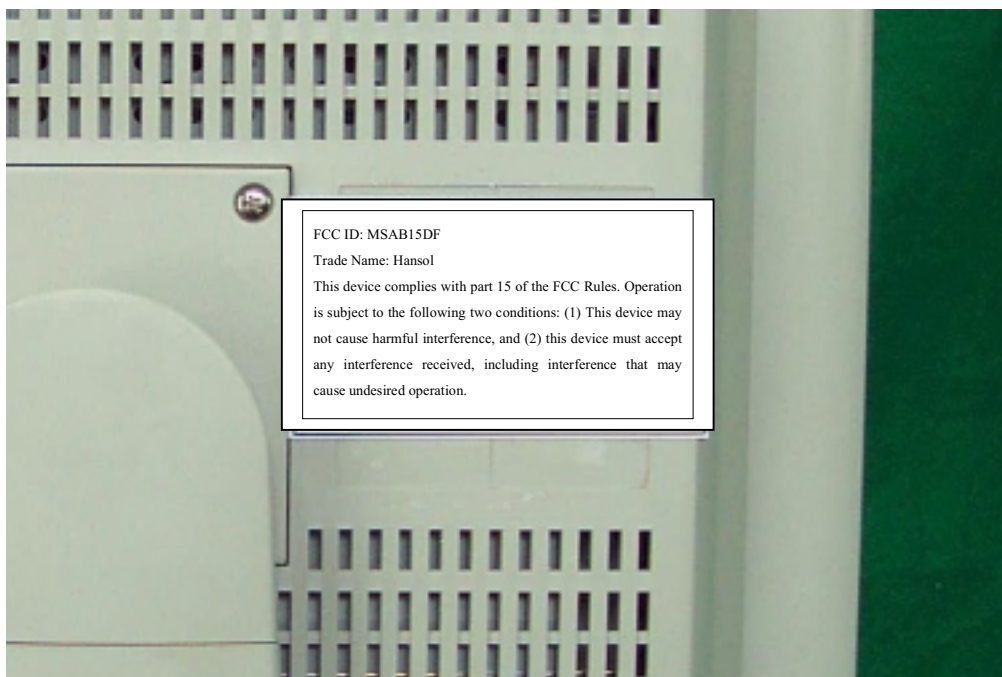 FCC ID: MSAB15DF
Trade Name: Hansol
This device complies with part 15 of the FCC Rules. Operation
is subject to the following two conditions: (1) This device may
not cause harmful interference, and (2) this device must accept
any interference received, including interference that may
cause undesired operation.